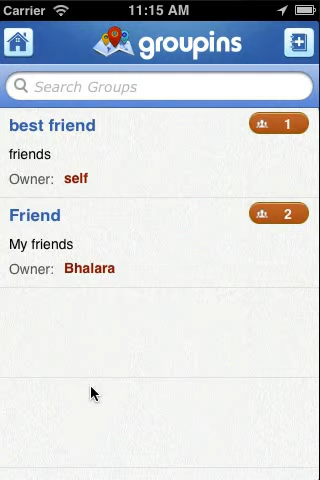 Carrier 11:15 AM
groupins
Search Groups
best friend 1
friends
Owner: self
Friend 2
My friends
Owner: Bhalara